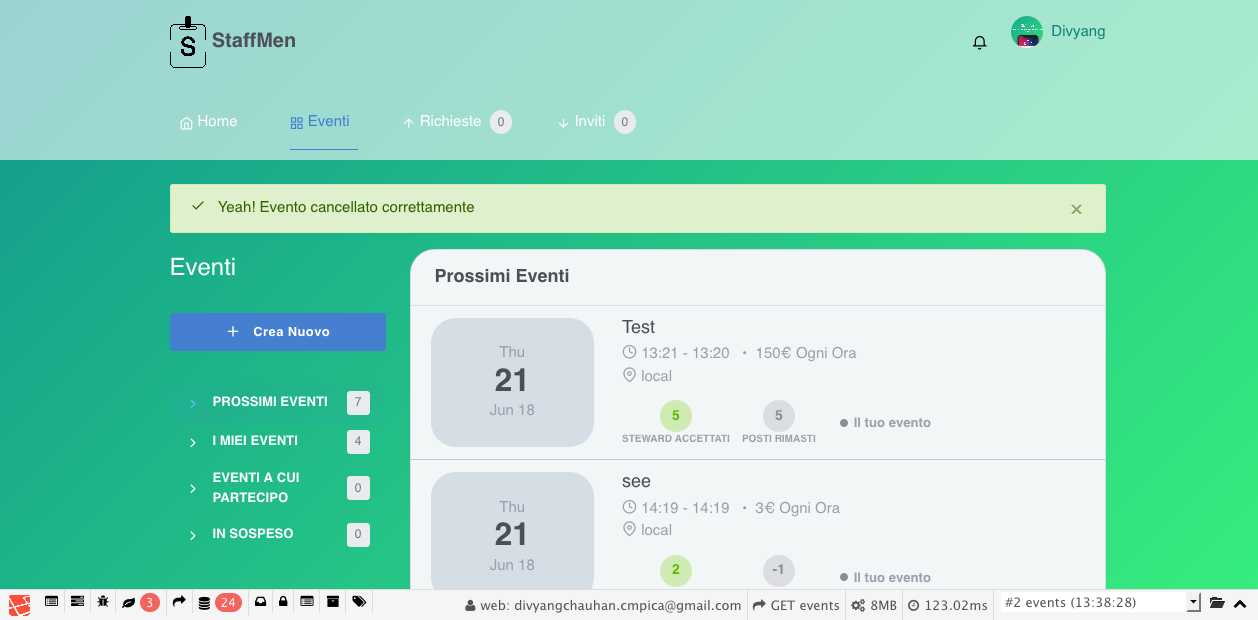 S StaffMen
Divyang
Home Eventi Richieste 0 Inviti 0
Yeah! Evento cancellato correttamente ×
Eventi
+ Crea Nuovo
PROSSIMI EVENTI 7
I MIEI EVENTI 4
EVENTI A CUI
PARTECIPO 0
IN SOSPESO 0
Prossimi Eventi
Thu
21
Jun 18
Test
13:21 - 13:20 • 150€ Ogni Ora
local
5 5
STEWARD ACCETTATI POSTI RIMASTI
Il tuo evento
Thu
21
Jun 18
see
14:19 - 14:19 • 3€ Ogni Ora
local
2 -1
Il tuo evento
3 24 web: divyangchauhan.cmpica@gmail.com GET events 8MB 123.02ms #2 events (13:38:28)